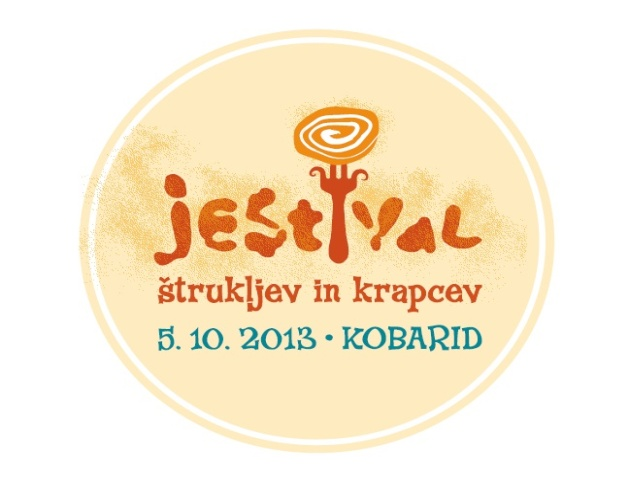 jestival
štrukljev in krapcev
5. 10. 2013 • KOBARID